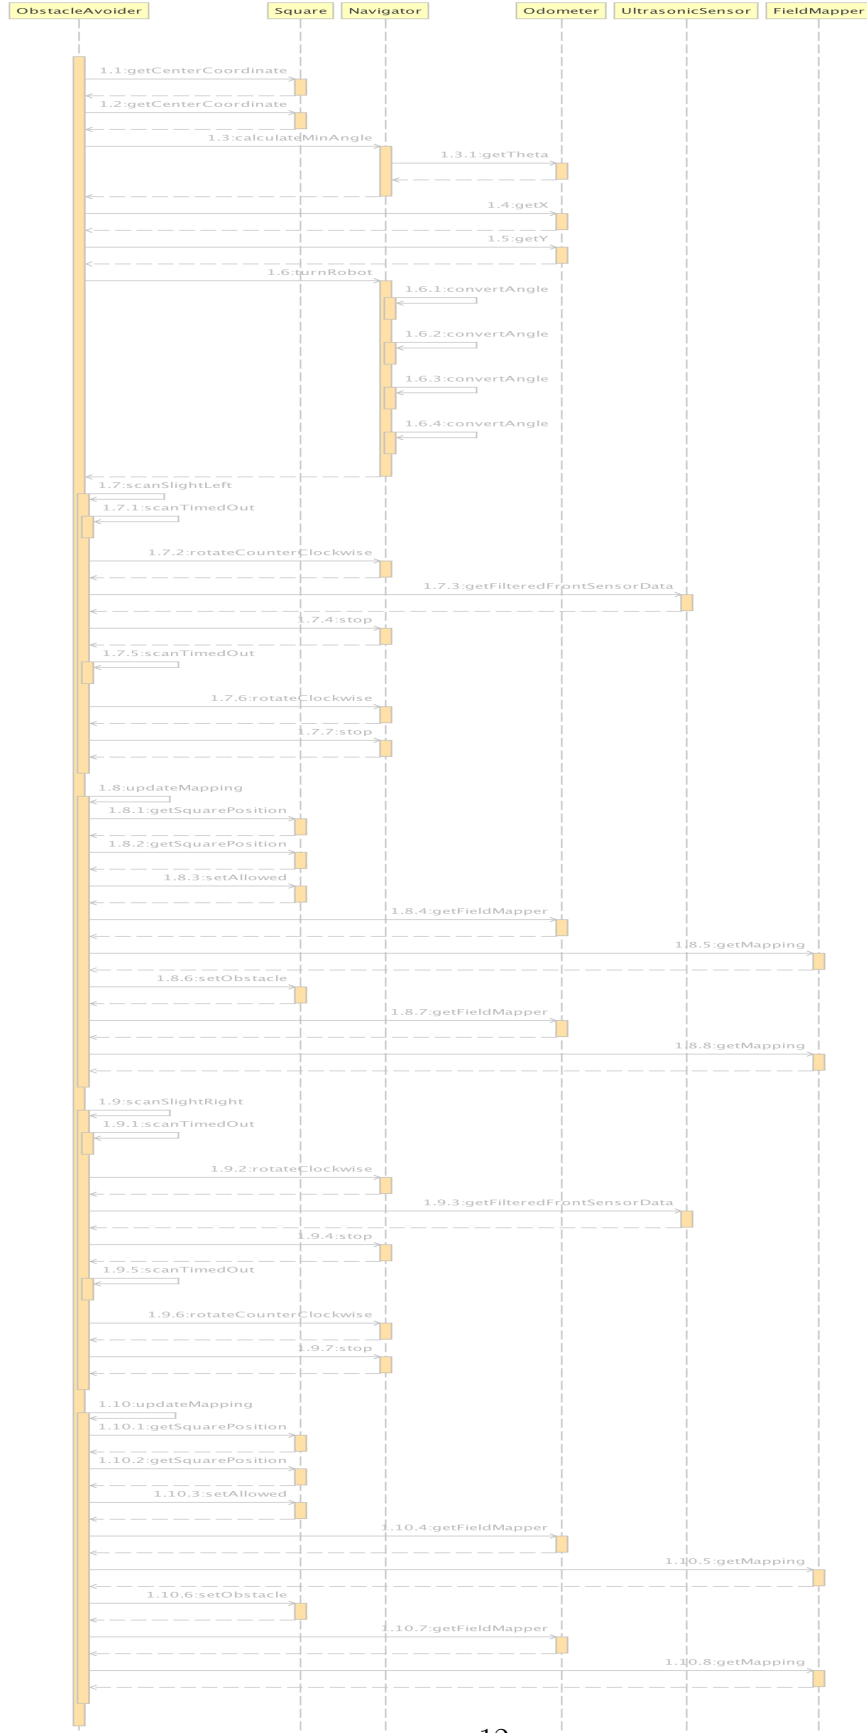 ObstacleAvoider Square Navigator Odometer UltrasonicSensor FieldMapper
1.1:getCenterCoordinate
1.2:getCenterCoordinate
1.3:calculateMinAngle
1.3.1:getTheta
1.4:getX
1.5:getY
1.6:turnRobot
1.6.1:convertAngle
1.6.2:convertAngle
1.6.3:convertAngle
1.6.4:convertAngle
1.7:scanSlightLeft
1.7.1:scanTimedOut
1.7.2:rotateCounterClockwise
1.7.3:getFilteredFrontSensorData
1.7.4:stop
1.7.5:scanTimedOut
1.7.6:rotateClockwise
1.7.7:stop
1.8:updateMapping
1.8.1:getSquarePosition
1.8.2:getSquarePosition
1.8.3:setAllowed
1.8.4:getFieldMapper
1.8.5:getMapping
1.8.6:setObstacle
1.8.7:getFieldMapper
1.8.8:getMapping
1.9:scanSlightRight
1.9.1:scanTimedOut
1.9.2:rotateClockwise
1.9.3:getFilteredFrontSensorData
1.9.4:stop
1.9.5:scanTimedOut
1.9.6:rotateCounterClockwise
1.9.7:stop
1.10:updateMapping
1.10.1:getSquarePosition
1.10.2:getSquarePosition
1.10.3:setAllowed
1.10.4:getFieldMapper
1.10.5:getMapping
1.10.6:setObstacle
1.10.7:getFieldMapper
1.10.8:getMapping